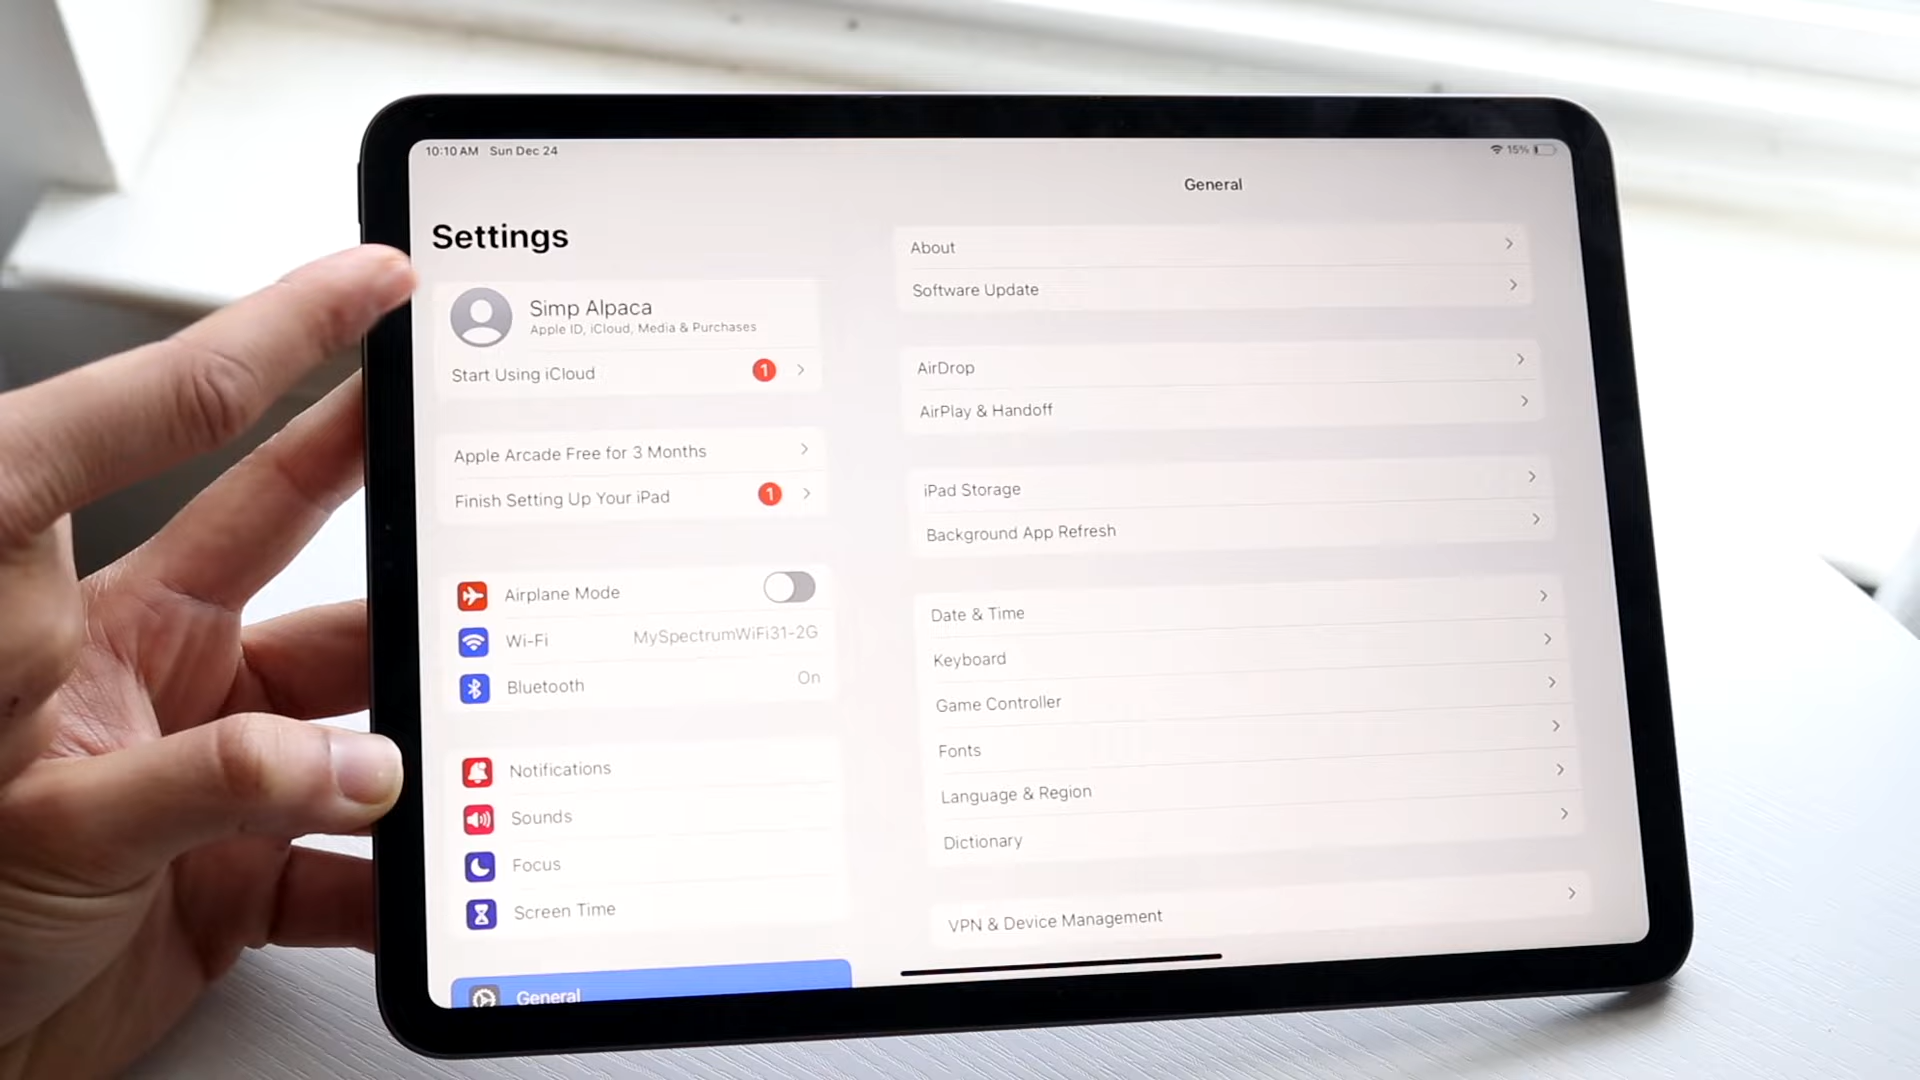 10:10 AM Sun Dec 24
15%
Settings
Simp Alpaca
Apple ID, iCloud, Media & Purchases
Start Using iCloud 1
Apple Arcade Free for 3 Months
Finish Setting Up Your iPad 1
Airplane Mode
Wi-Fi MySpectrumWiFi31-2G
Bluetooth On
Notifications
Sounds
Focus
Screen Time
General
General
About
Software Update
AirDrop
AirPlay & Handoff
iPad Storage
Background App Refresh
Date & Time
Keyboard
Game Controller
Fonts
Language & Region
Dictionary
VPN & Device Management